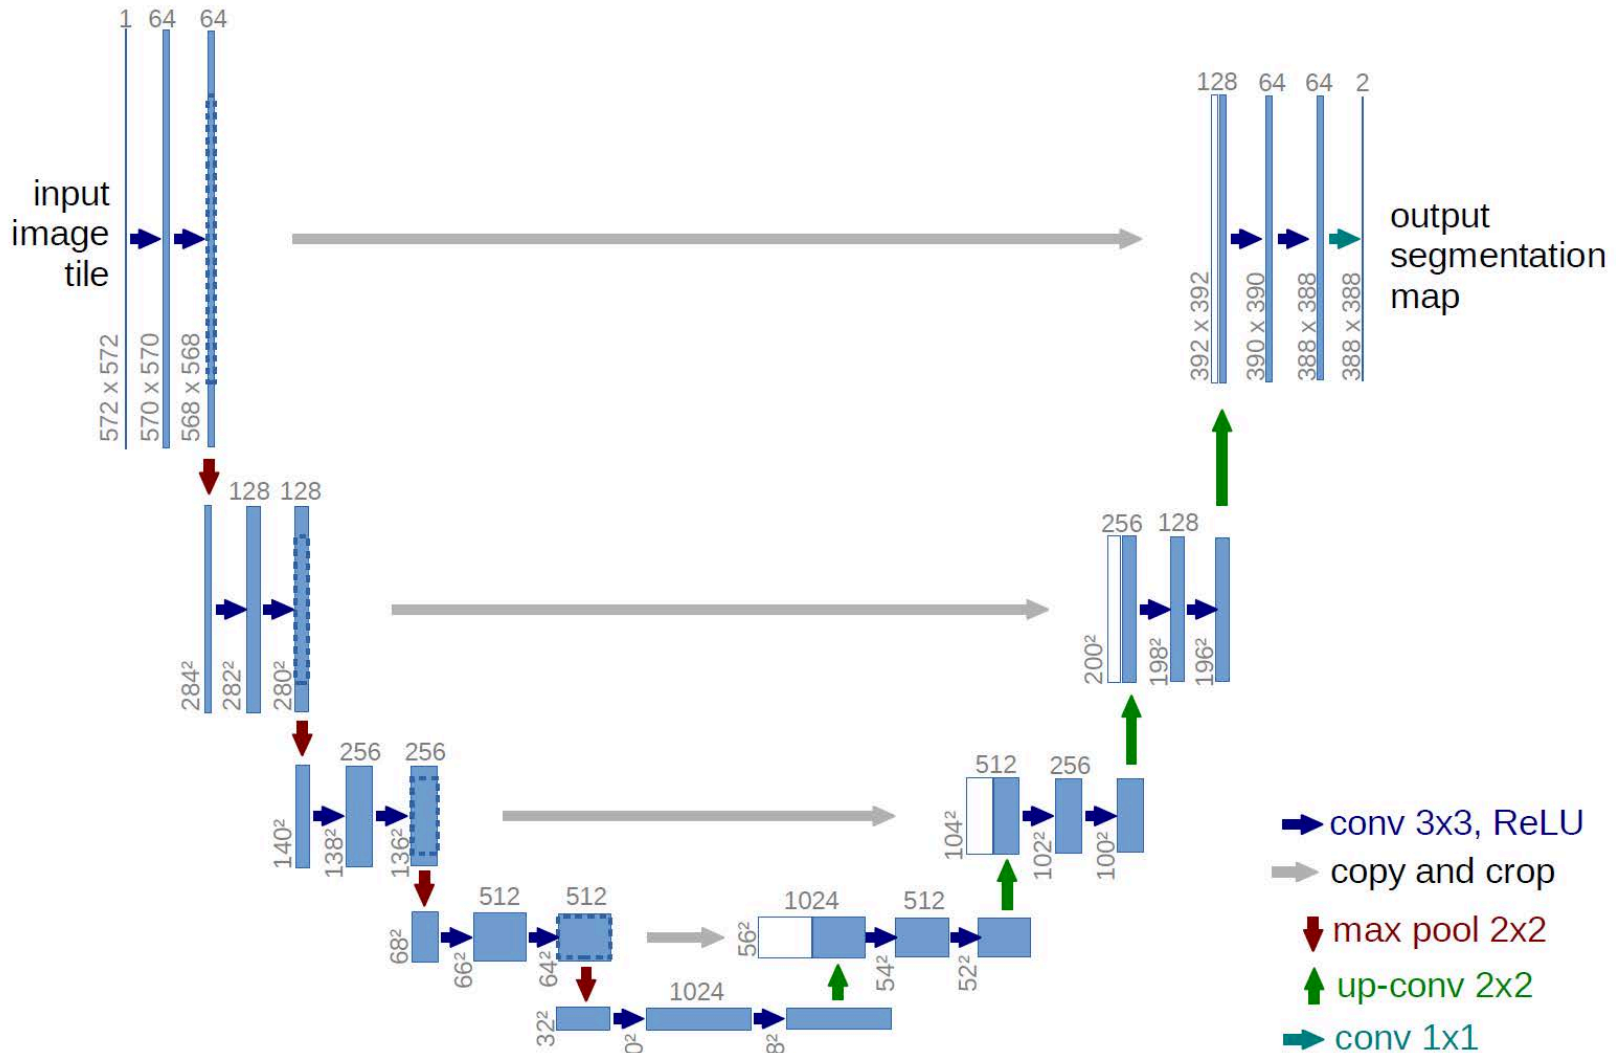 1 64 64
128 64 64 2
input
image
tile
output
segmentation
map
572 x 572
570 x 570
568 x 568
392 x 392
390 x 390
388 x 388
388 x 388
128 128
256 128
284²
282²
280²
200²
198²
196²
256 256
512 256
140²
138²
136²
104²
102²
100²
conv 3x3, ReLU
copy and crop
max pool 2x2
up-conv 2x2
conv 1x1
512 512
1024 512
68²
66²
64²
56²
54²
52²
1024
32²